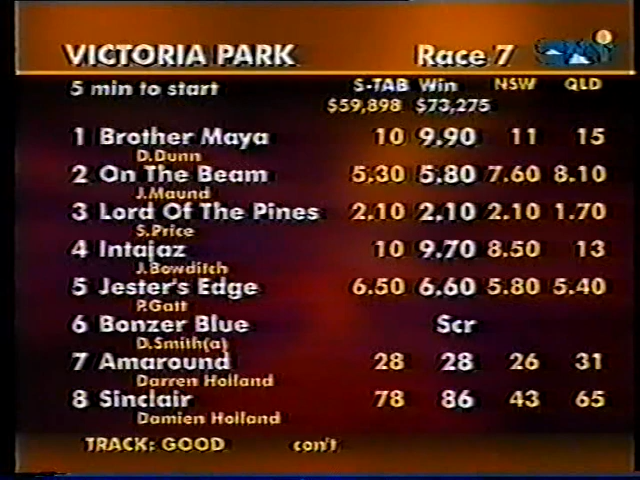 VICTORIA PARK Race 7
5 min to start S-TAB Win NSW QLD
$59,898 $73,275
1 Brother Maya 10 9.90 11 15
D.Dunn
2 On The Beam 5.30 5.80 7.60 8.10
J.Maund
3 Lord Of The Pines 2.10 2.10 2.10 1.70
S.Price
4 Intajaz 10 9.70 8.50 13
J.Bowditch
5 Jester's Edge 6.50 6.60 5.80 5.40
P.Gatt
6 Bonzer Blue Scr
D.Smith(a)
7 Amaround 28 28 26 31
Darren Holland
8 Sinclair 78 86 43 65
Damien Holland
TRACK: GOOD con't